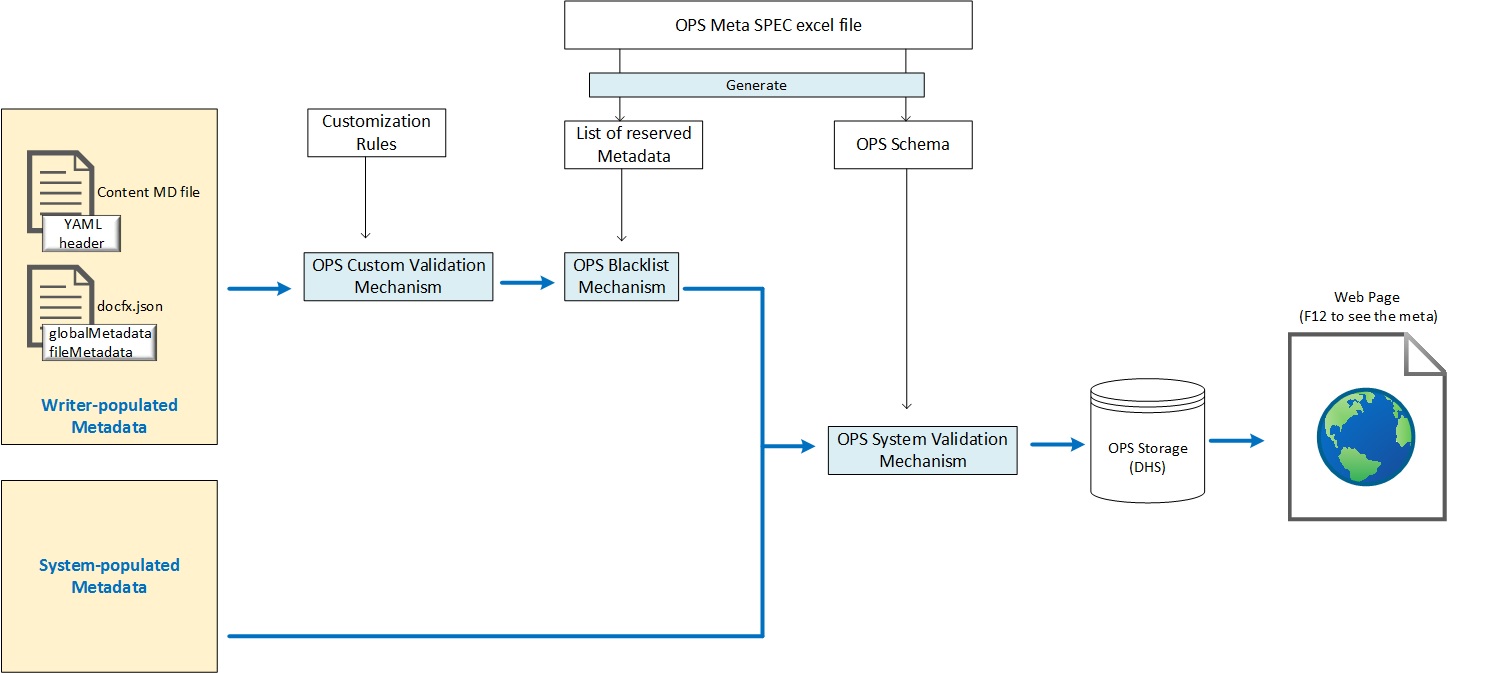 OPS Meta SPEC excel file
Generate
Customization
Rules
List of reserved
Metadata
OPS Schema
Content MD file
YAML
header
docfx.json
globalMetadata
fileMetadata
Writer-populated
Metadata
OPS Custom Validation
Mechanism
OPS Blacklist
Mechanism
OPS System Validation
Mechanism
OPS Storage
(DHS)
Web Page
(F12 to see the meta)
System-populated
Metadata